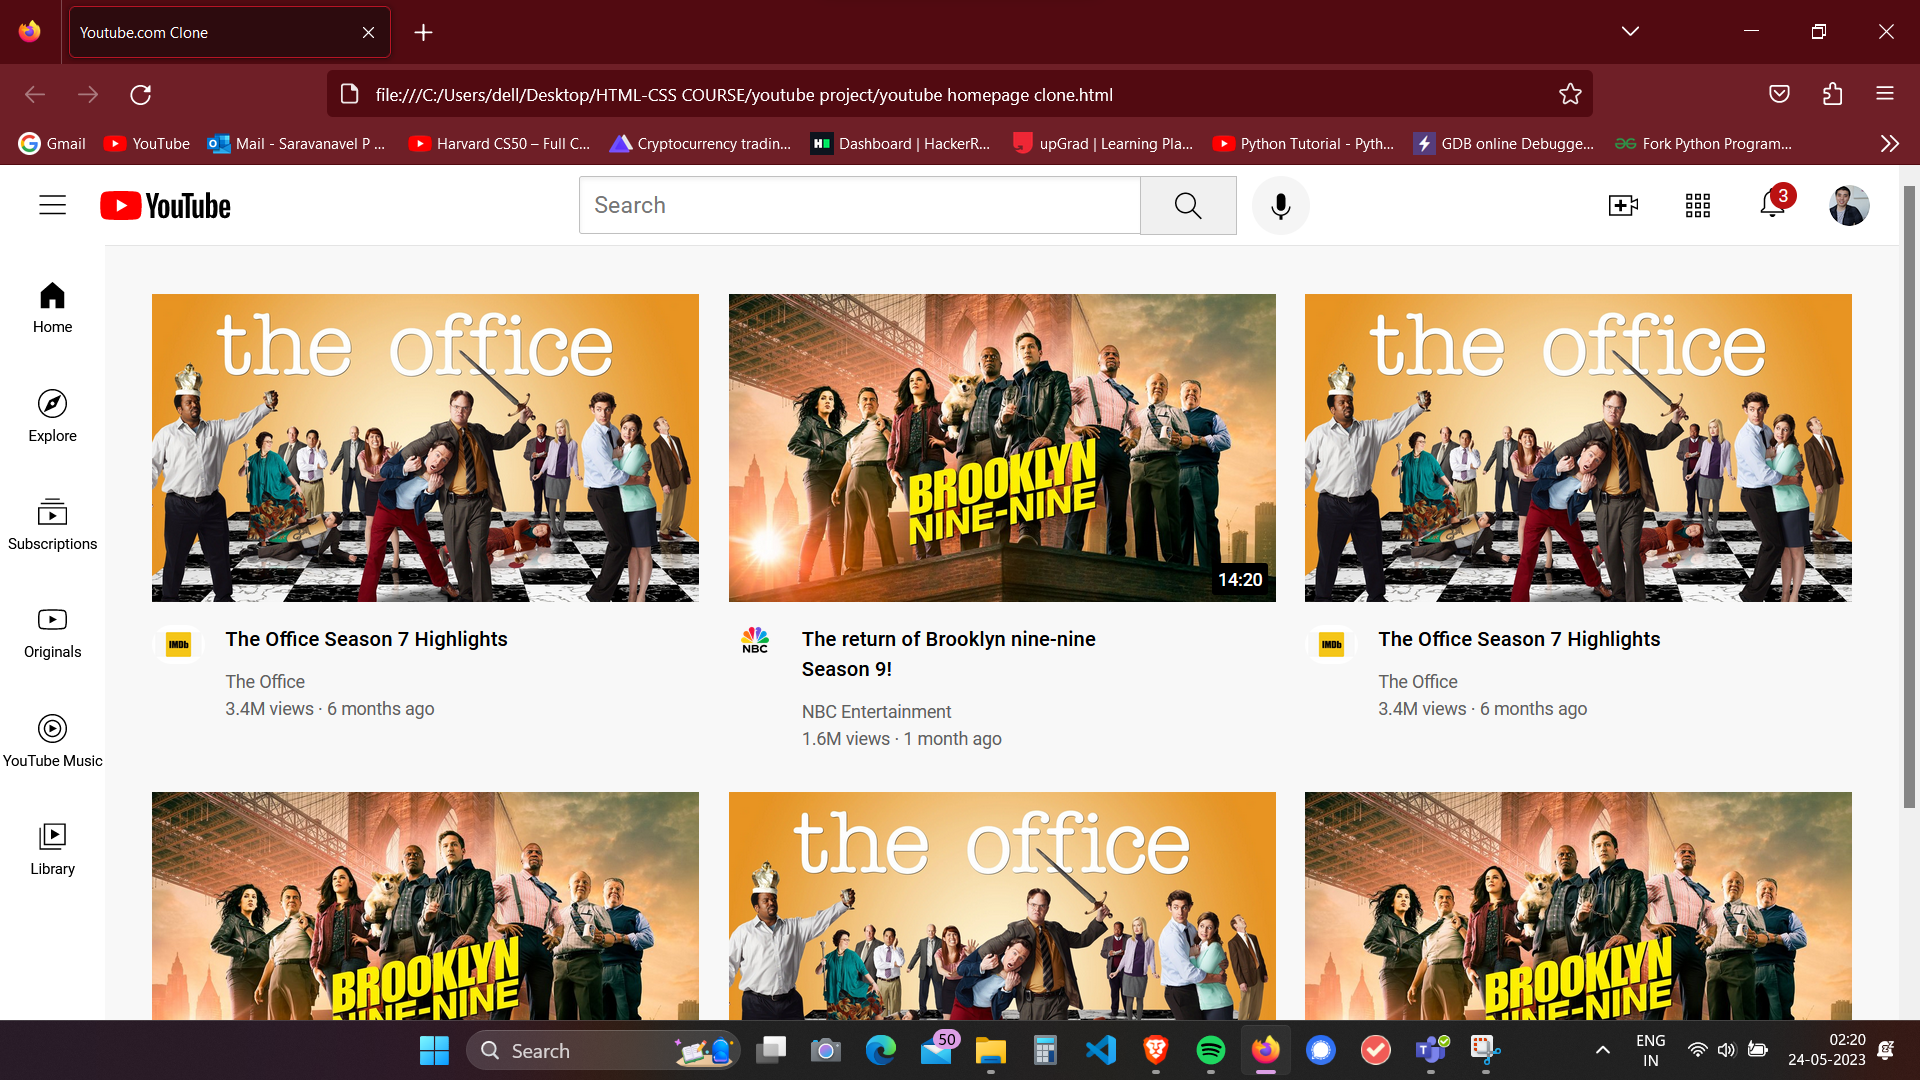 Youtube.com Clone
file:///C:/Users/dell/Desktop/HTML-CSS COURSE/youtube project/youtube homepage clone.html
Gmail
YouTube
Mail - Saravanavel P ...
Harvard CS50 – Full C...
Cryptocurrency tradin...
Dashboard | HackerR...
upGrad | Learning Pla...
Python Tutorial - Pyth...
GDB online Debugge...
Fork Python Program...
YouTube
Search
3
Home
Explore
Subscriptions
Originals
YouTube Music
Library
the office
BROOKLYN
NINE-NINE
14:20
the office
IMDb
The Office Season 7 Highlights
The Office
3.4M views · 6 months ago
NBC
The return of Brooklyn nine-nine
Season 9!
NBC Entertainment
1.6M views · 1 month ago
IMDb
The Office Season 7 Highlights
The Office
3.4M views · 6 months ago
BROOKLYN
NINE-NINE
the office
BROOKLYN
NINE-NINE
Search
50
ENG
IN
02:20
24-05-2023